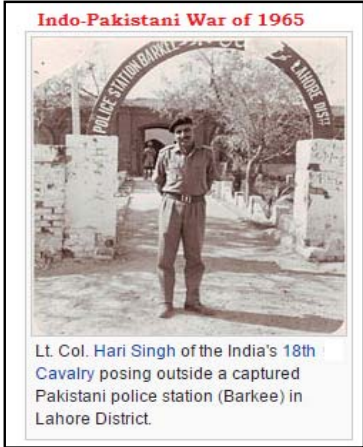 Indo-Pakistani War of 1965
POLICE STATION BARKEE
LAHORE DISTT
Lt. Col. Hari Singh of the India's 18th
Cavalry posing outside a captured
Pakistani police station (Barkee) in
Lahore District.